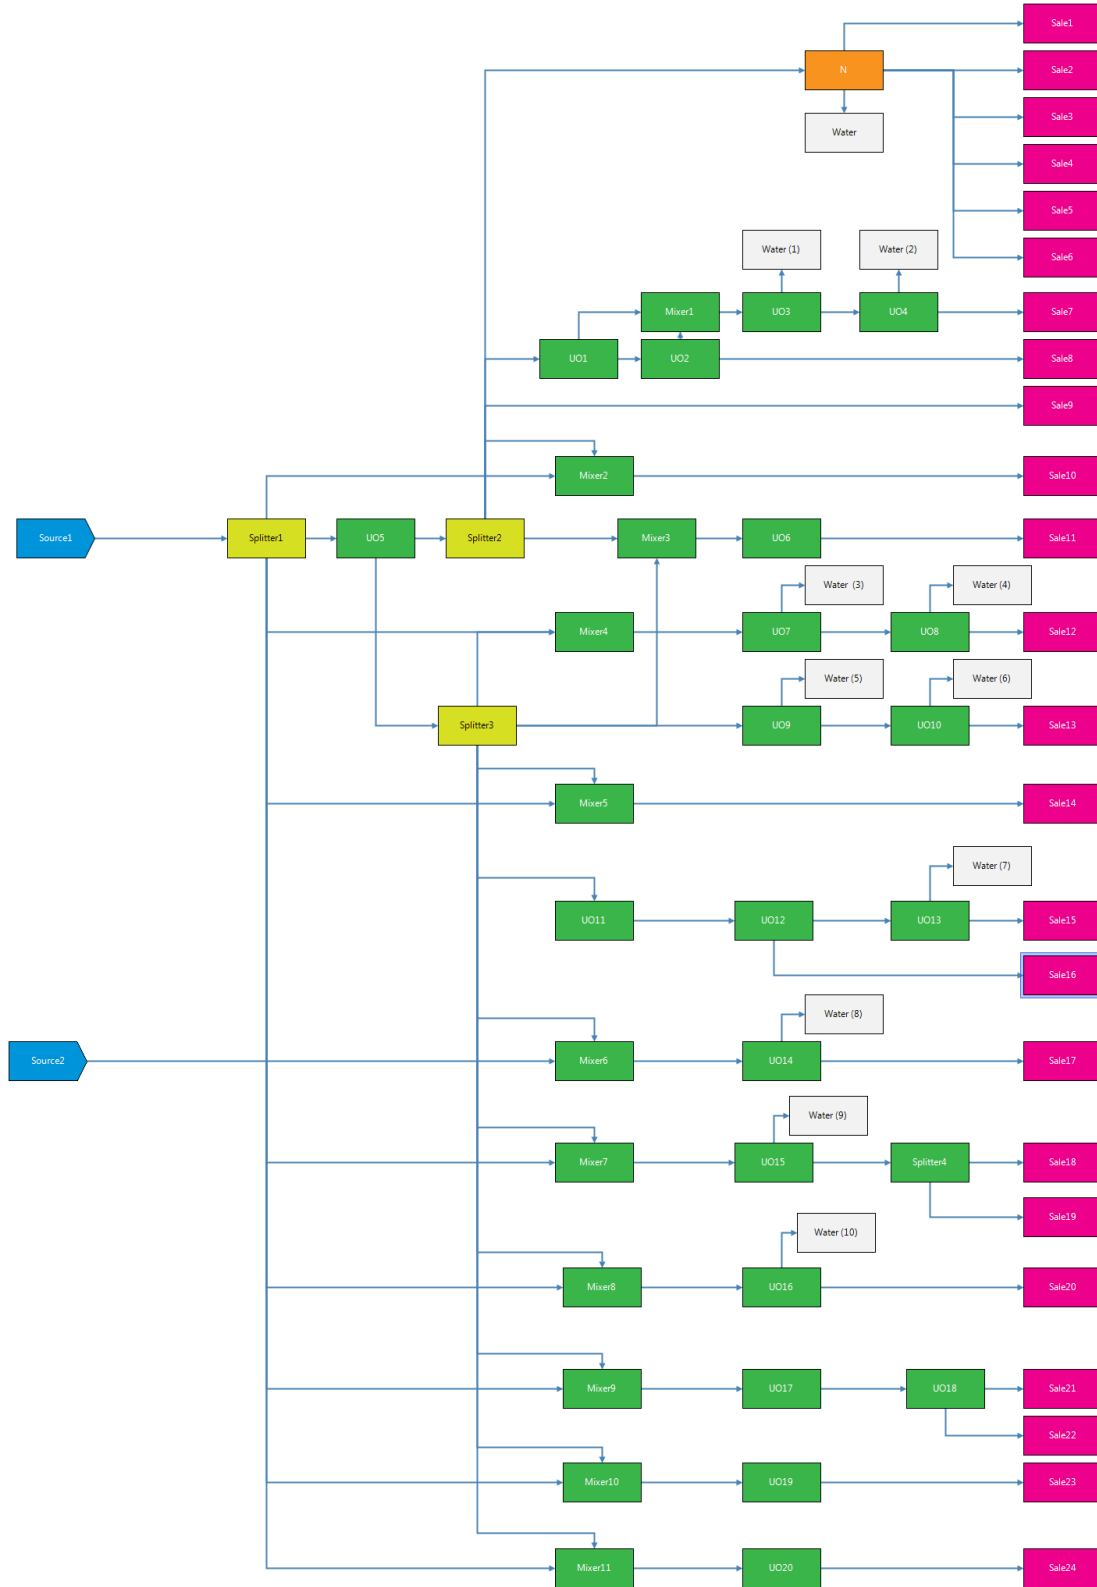 Sale1
N
Sale2
Sale3
Water
Sale4
Sale5
Water (1)
Water (2)
Sale6
Mixer1
UO3
UO4
Sale7
UO1
UO2
Sale8
Sale9
Mixer2
Sale10
Source1
Splitter1
UO5
Splitter2
Mixer3
UO6
Sale11
Water  (3)
Water (4)
Mixer4
UO7
UO8
Sale12
Water (5)
Water (6)
Splitter3
UO9
UO10
Sale13
Mixer5
Sale14
Water (7)
UO11
UO12
UO13
Sale15
Sale16
Water (8)
Source2
Mixer6
UO14
Sale17
Water (9)
Mixer7
UO15
Splitter4
Sale18
Sale19
Water (10)
Mixer8
UO16
Sale20
Mixer9
UO17
UO18
Sale21
Sale22
Mixer10
UO19
Sale23
Mixer11
UO20
Sale24